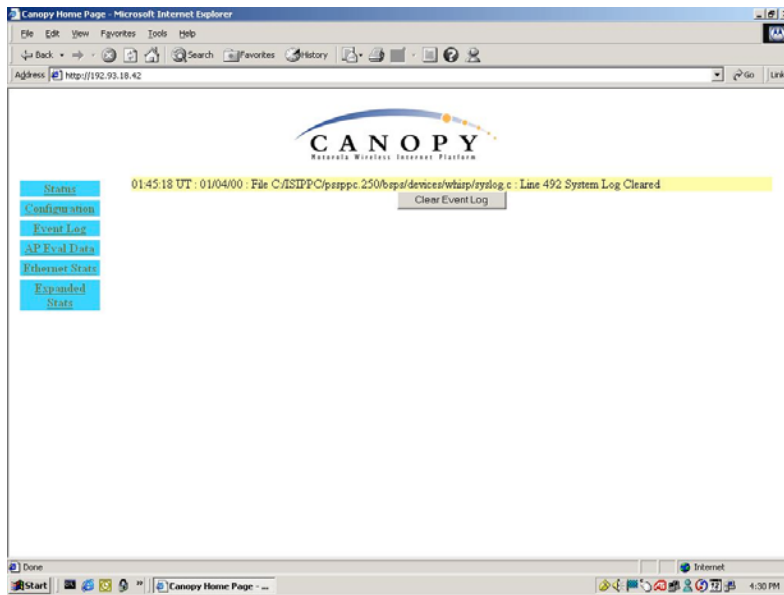 Canopy Home Page - Microsoft Internet Explorer
File Edit View Favorites Tools Help
Back Search Favorites History
Address http://192.93.18.42 Go Link
CANOPY
Motorola Wireless Internet Platform
01:45:18 UT : 01/04/00 : File C:/ISIPPC/pssppc.250/bsps/devices/whisp/syslog.c : Line 492 System Log Cleared
Clear Event Log
Status
Configuration
Event Log
AP Eval Data
Ethernet Stats
Expanded
Stats
Done Internet
Start Canopy Home Page - ... 4:30 PM